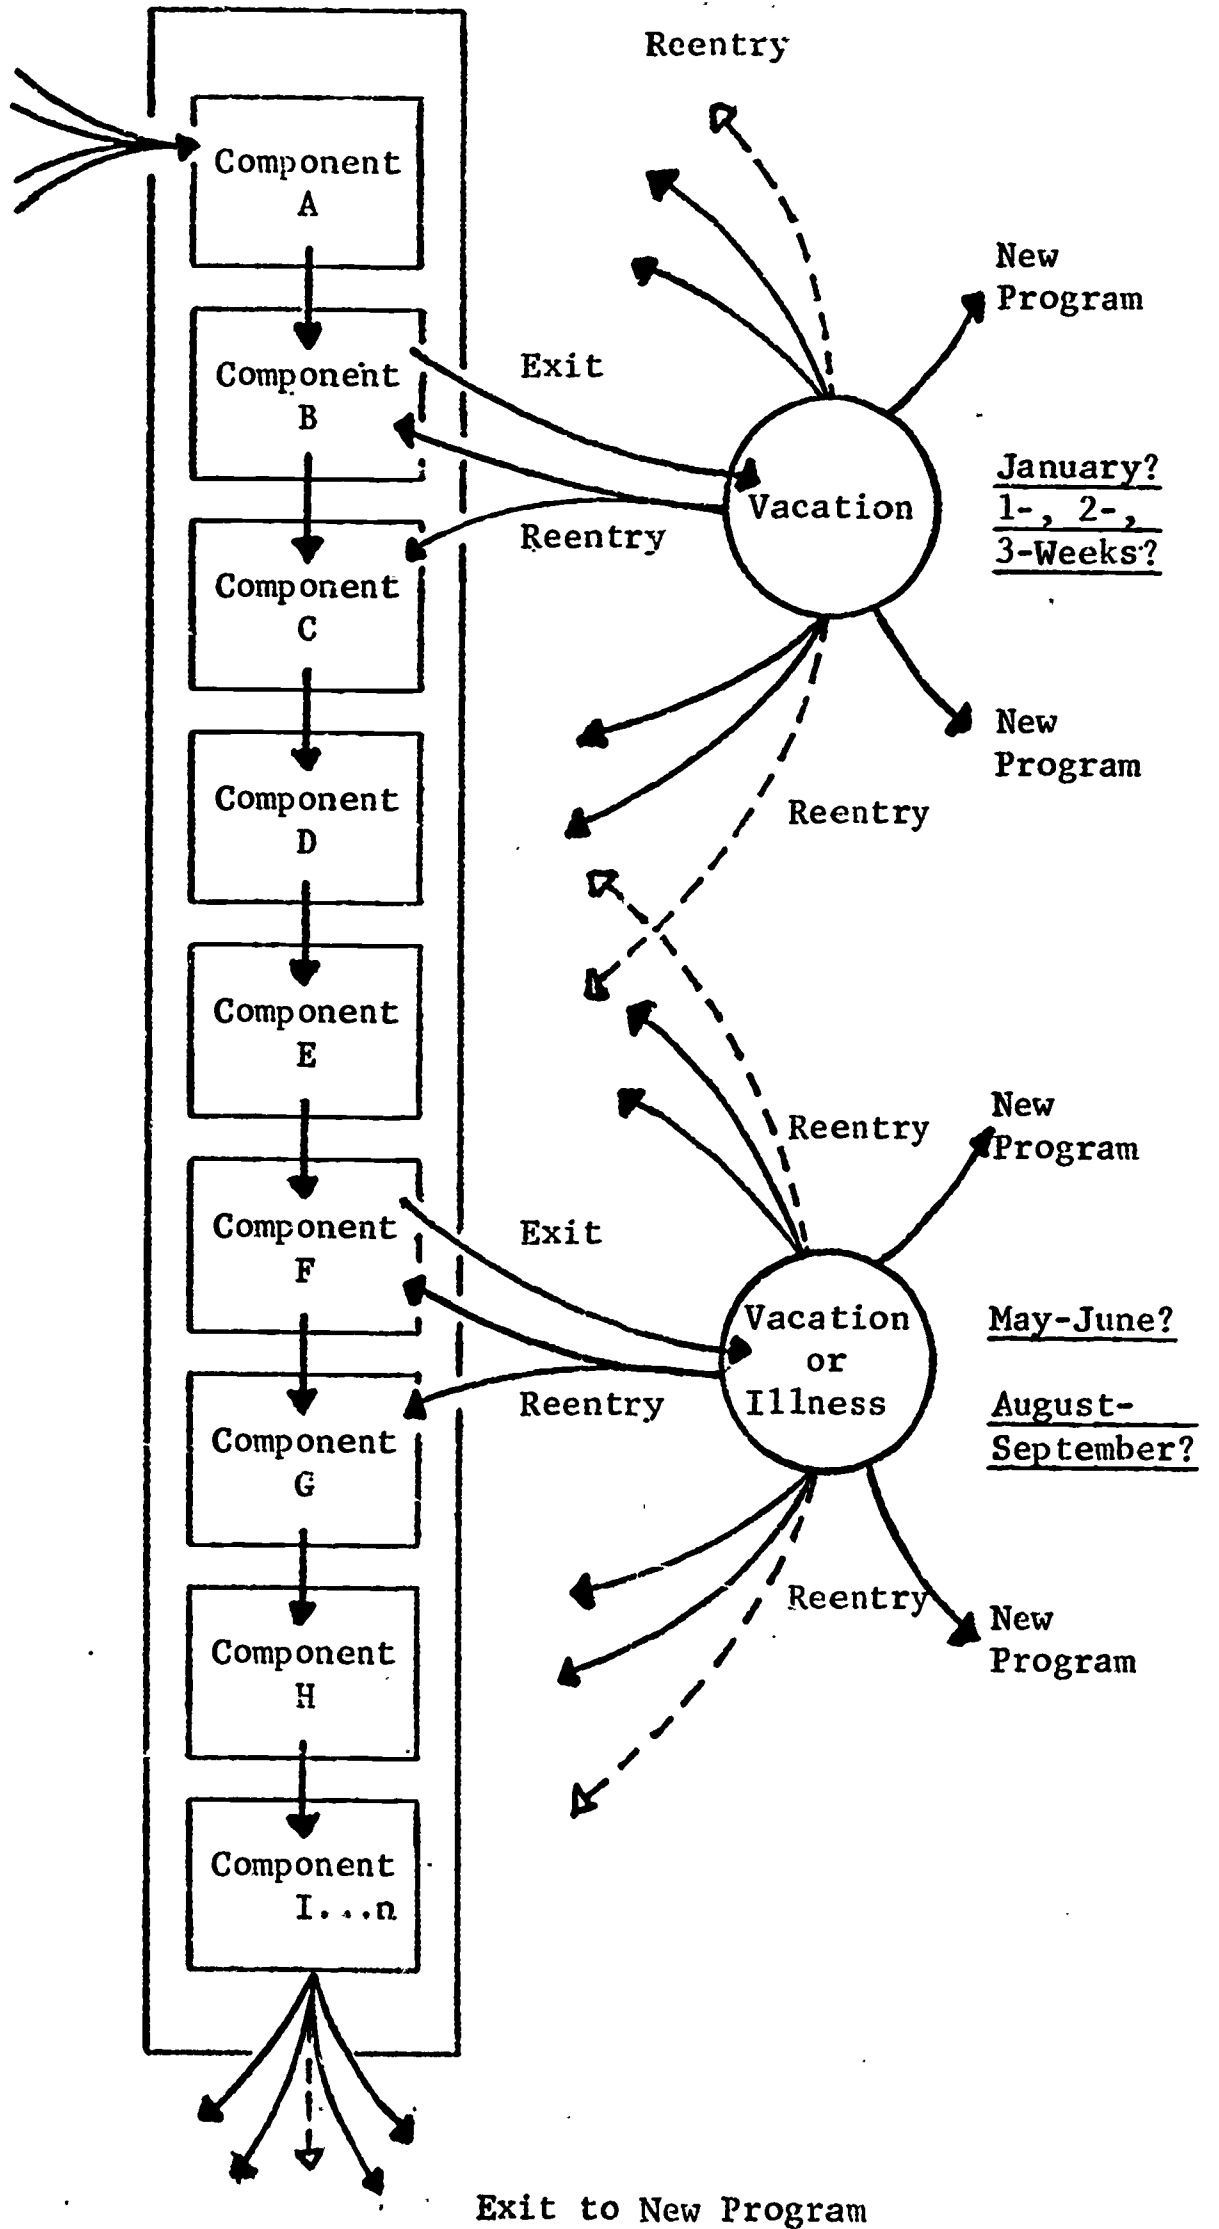 Reentry
Component
A
New
Program
Component
B
Exit
Vacation
January?
1-, 2-,
3-Weeks?
Reentry
Component
C
New
Program
Component
D
Reentry
Component
E
New
Program
Reentry
Component
F
Exit
Vacation
or
Illness
May-June?
August-
September?
Reentry
Component
G
Reentry
New
Program
Component
H
Component
I...n
Exit to New Program